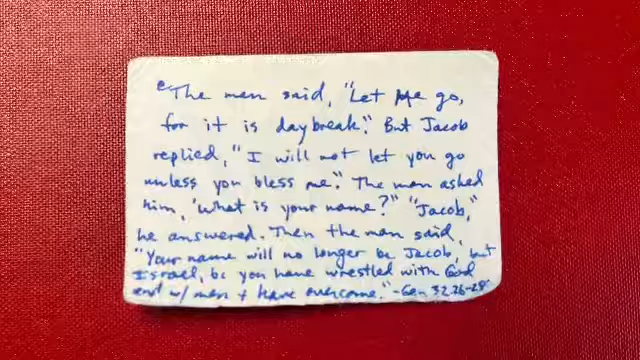 "The man said, "Let me go,
for it is daybreak." But Jacob
replied, "I will not let you go
unless you bless me." The man asked
him, "What is your name?" "Jacob,"
he answered. Then the man said,
"Your name will no longer be Jacob, but
Israel, bc you have wrestled with God
and w/ men + have overcome." -Gen 32.26-28